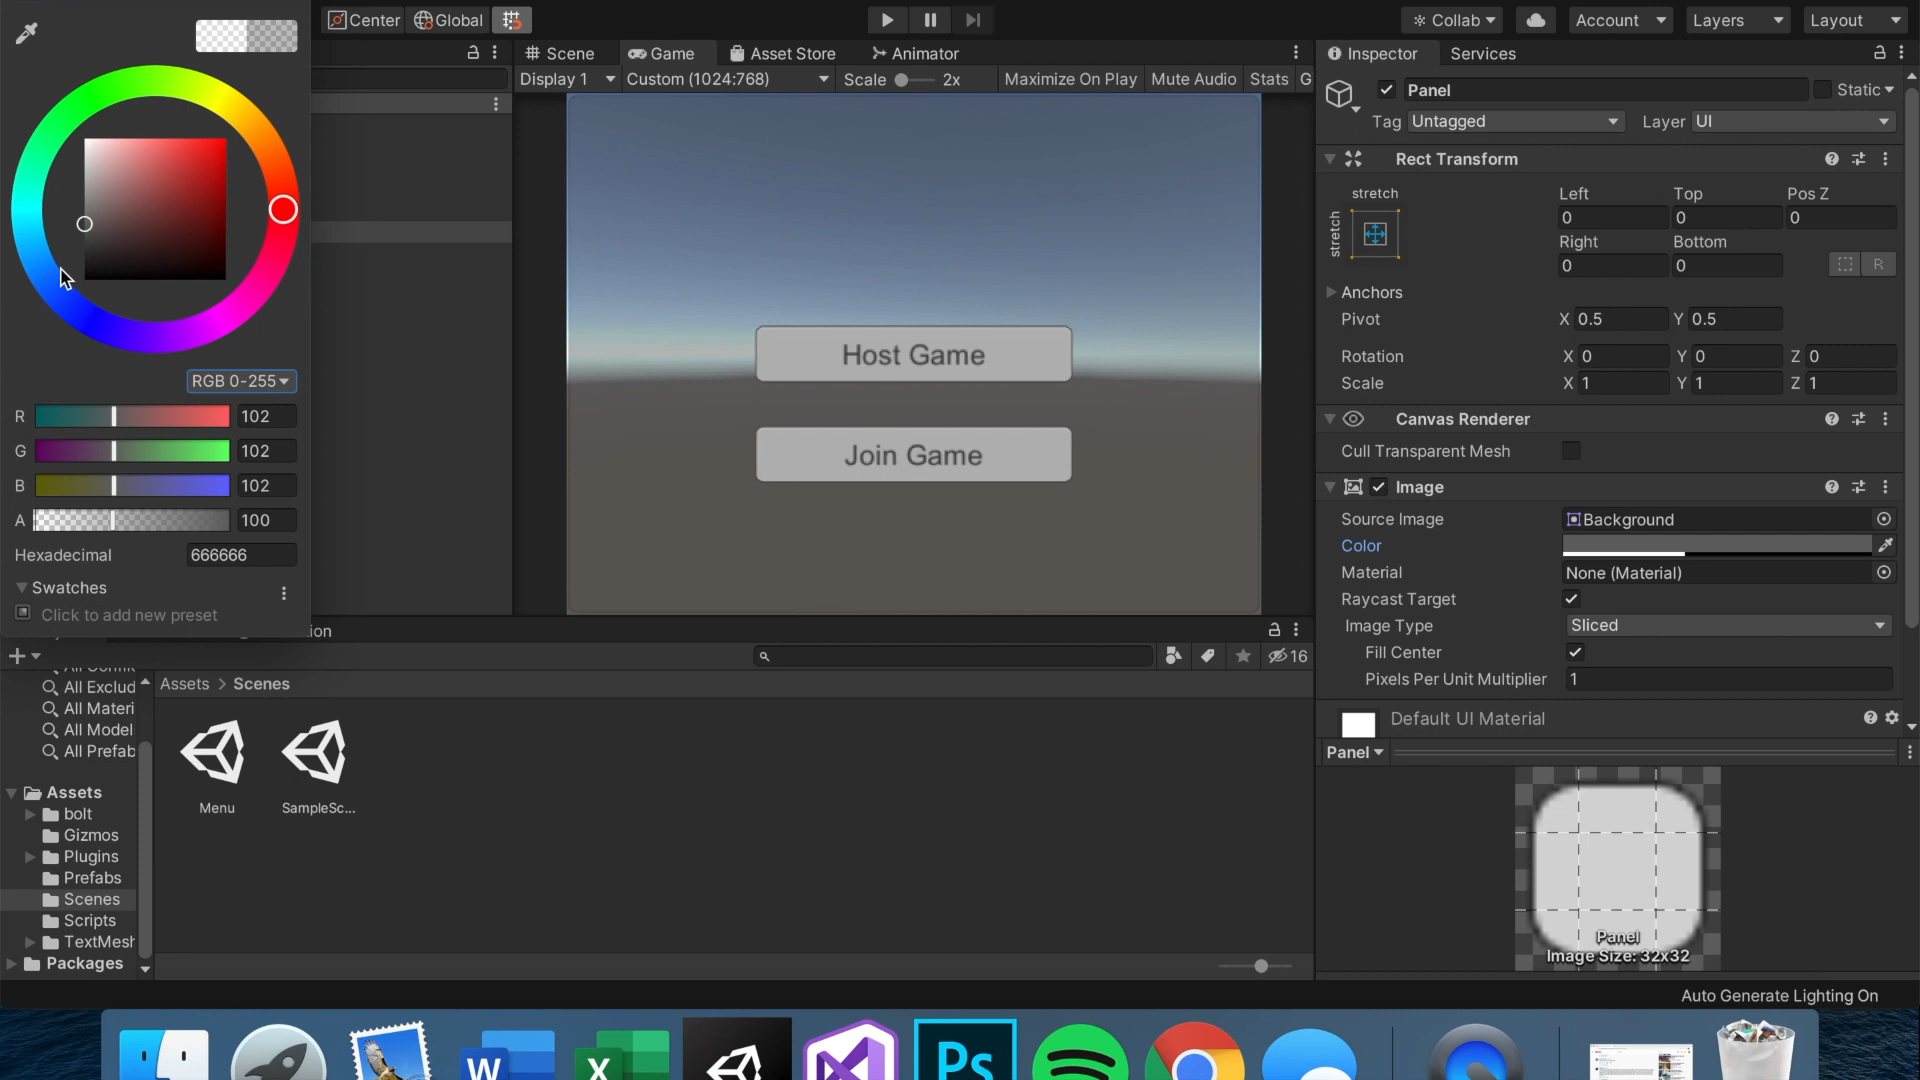 Center Global
Collab Account Layers Layout
Scene Game Asset Store Animator
Inspector Services
Display 1 Custom (1024:768) Scale 2x Maximize On Play Mute Audio Stats G
Panel Static
Tag Untagged Layer UI
Rect Transform
stretch Left Top Pos Z
stretch
0 0 0
Right Bottom
0 0 R
Anchors
Pivot X 0.5 Y 0.5
Rotation X 0 Y 0 Z 0
Scale X 1 Y 1 Z 1
Canvas Renderer
Cull Transparent Mesh
Image
Source Image Background
Color
Material None (Material)
Raycast Target
Image Type Sliced
Fill Center
Pixels Per Unit Multiplier 1
Default UI Material
Panel
Panel
Image Size: 32x32
Auto Generate Lighting On
Host Game
Join Game
RGB 0-255
R 102
G 102
B 102
A 100
Hexadecimal 666666
Swatches
Click to add new preset
ion
16
All Exclud
All Materi
All Model
All Prefab
Assets
bolt
Gizmos
Plugins
Prefabs
Scenes
Scripts
TextMesh
Packages
Assets > Scenes
Menu SampleSc...
W X Ps